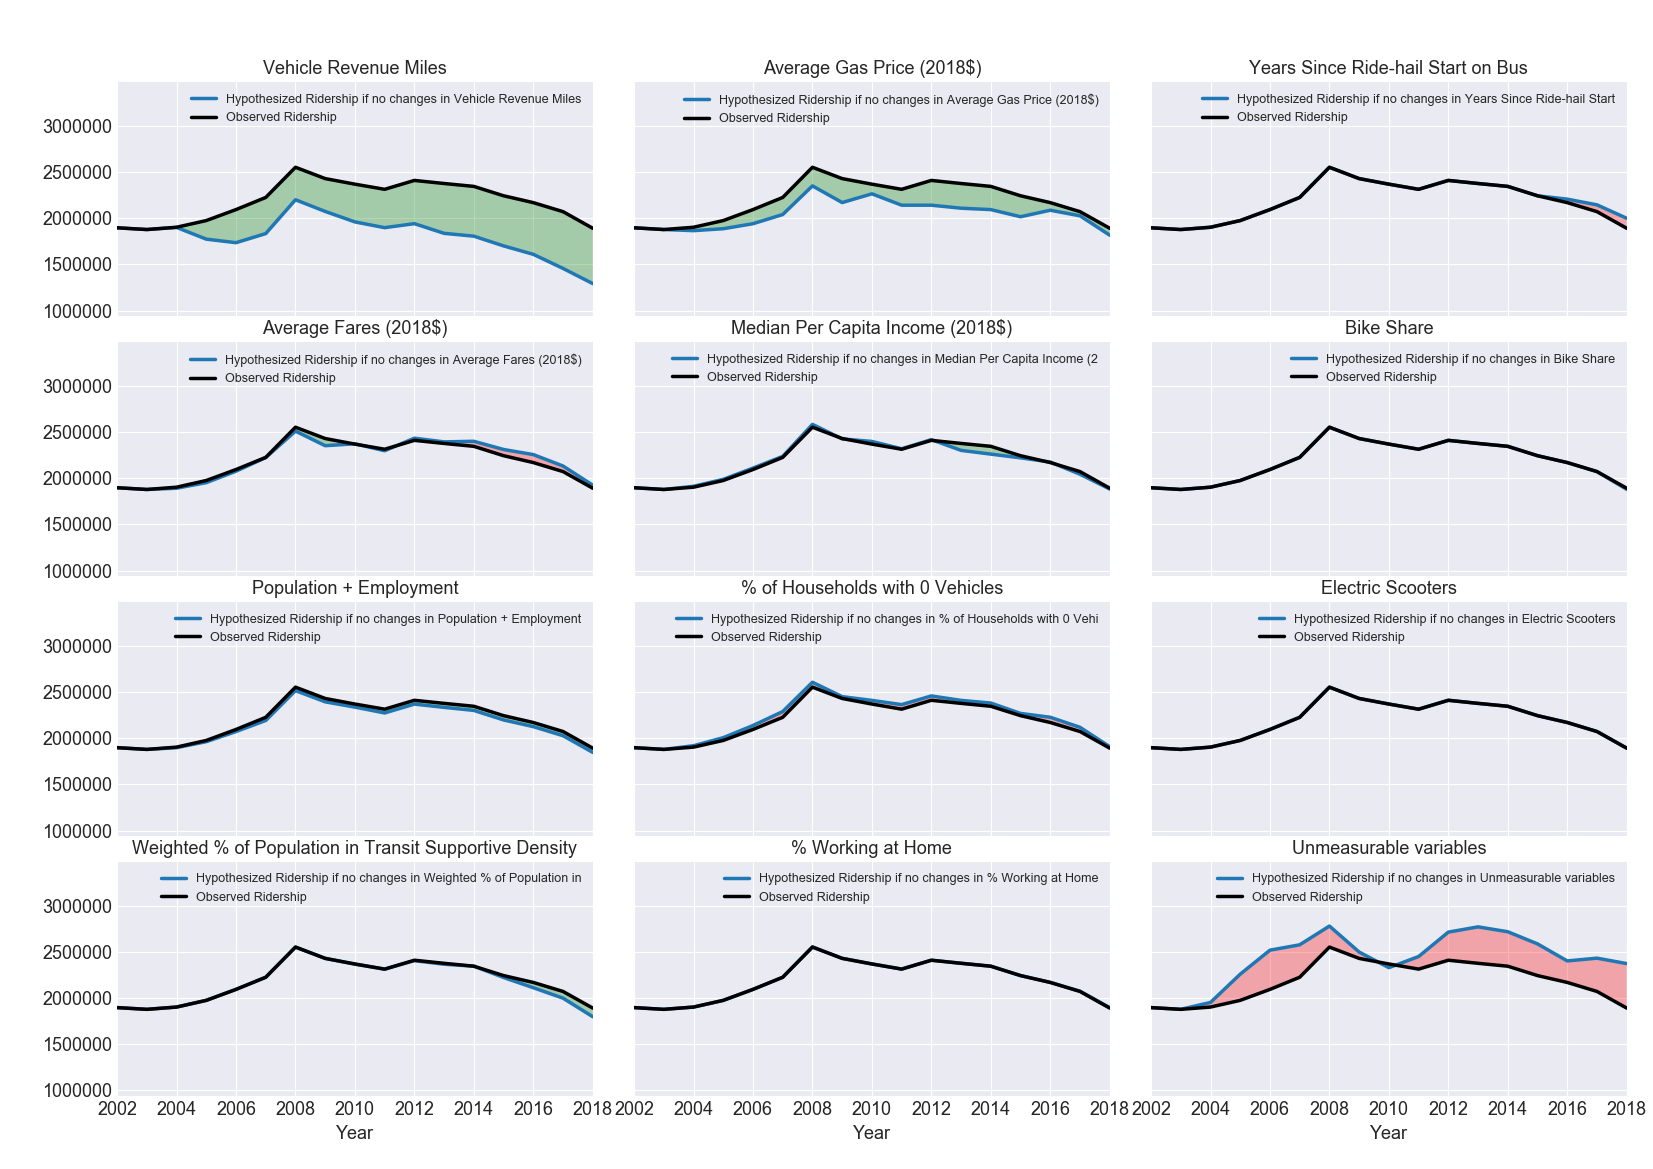 Vehicle Revenue Miles
Hypothesized Ridership if no changes in Vehicle Revenue Miles
Observed Ridership
3000000
2500000
2000000
1500000
1000000
Average Gas Price (2018$)
Hypothesized Ridership if no changes in Average Gas Price (2018$)
Observed Ridership
Years Since Ride-hail Start on Bus
Hypothesized Ridership if no changes in Years Since Ride-hail Start
Observed Ridership
Average Fares (2018$)
Hypothesized Ridership if no changes in Average Fares (2018$)
Observed Ridership
3000000
2500000
2000000
1500000
1000000
Median Per Capita Income (2018$)
Hypothesized Ridership if no changes in Median Per Capita Income (2
Observed Ridership
Bike Share
Hypothesized Ridership if no changes in Bike Share
Observed Ridership
Population + Employment
Hypothesized Ridership if no changes in Population + Employment
Observed Ridership
3000000
2500000
2000000
1500000
1000000
% of Households with 0 Vehicles
Hypothesized Ridership if no changes in % of Households with 0 Vehi
Observed Ridership
Electric Scooters
Hypothesized Ridership if no changes in Electric Scooters
Observed Ridership
Weighted % of Population in Transit Supportive Density
Hypothesized Ridership if no changes in Weighted % of Population in
Observed Ridership
3000000
2500000
2000000
1500000
1000000
2002 2004 2006 2008 2010 2012 2014 2016 2018
Year
% Working at Home
Hypothesized Ridership if no changes in % Working at Home
Observed Ridership
2002 2004 2006 2008 2010 2012 2014 2016 2018
Year
Unmeasurable variables
Hypothesized Ridership if no changes in Unmeasurable variables
Observed Ridership
2002 2004 2006 2008 2010 2012 2014 2016 2018
Year